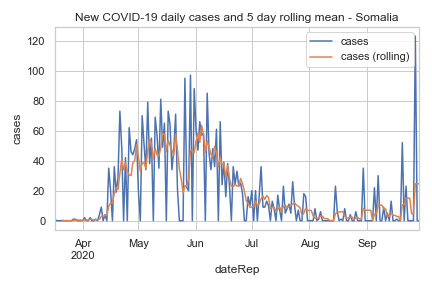 New COVID-19 daily cases and 5 day rolling mean - Somalia
cases
cases (rolling)
120
100
80
60
40
20
0
cases
Apr
2020
May
Jun
Jul
Aug
Sep
dateRep